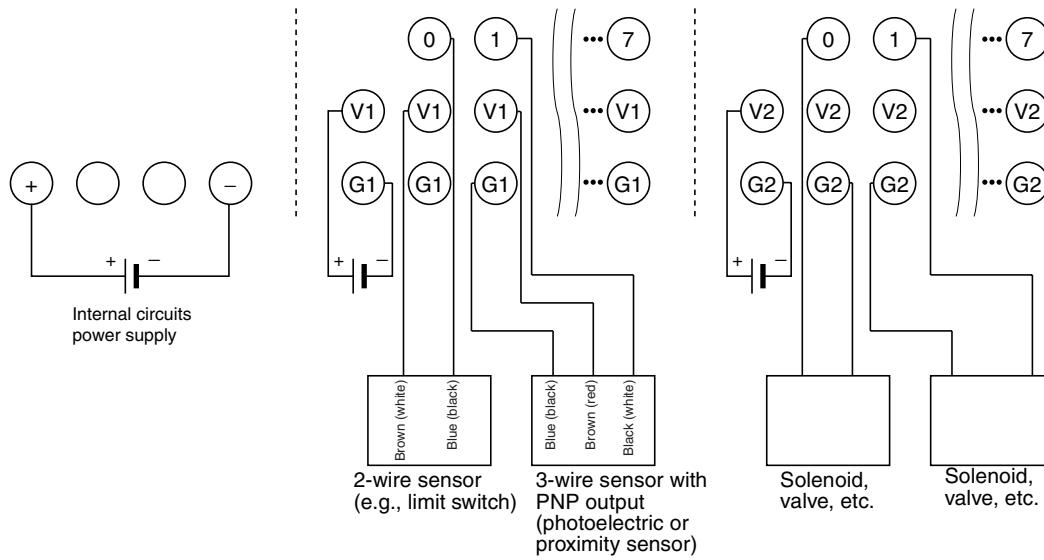 0 1 ••• 7
V1 V1 V1 ••• V1
G1 G1 G1 ••• G1
0 1 ••• 7
V2 V2 V2 ••• V2
G2 G2 G2 ••• G2
+ −
+ −
Internal circuits
power supply
+ −
+ −
Brown (white)
Blue (black)
2-wire sensor
(e.g., limit switch)
Blue (black)
Brown (red)
Black (white)
3-wire sensor with
PNP output
(photoelectric or
proximity sensor)
Solenoid,
valve, etc.
Solenoid,
valve, etc.